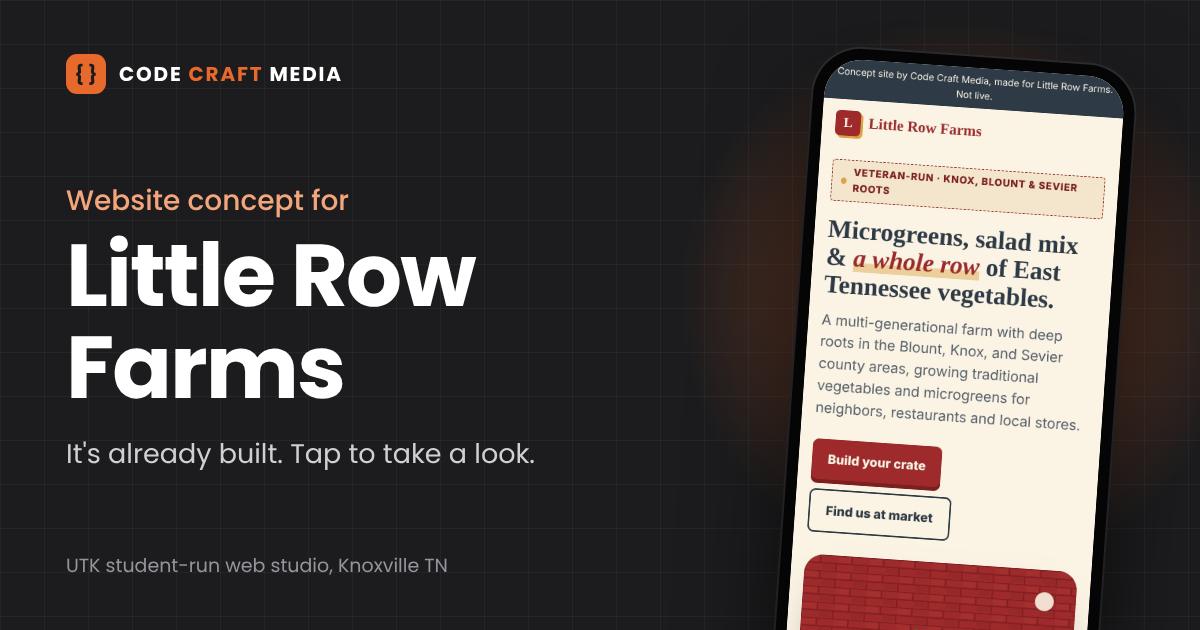 { } CODE CRAFT MEDIA
Website concept for
Little Row
Farms
It's already built. Tap to take a look.
UTK student-run web studio, Knoxville TN
Concept site by Code Craft Media, made for Little Row Farms.
Not live.
L Little Row Farms
VETERAN-RUN · KNOX, BLOUNT & SEVIER
ROOTS
Microgreens, salad mix
& a whole row of East
Tennessee vegetables.
A multi-generational farm with deep
roots in the Blount, Knox, and Sevier
county areas, growing traditional
vegetables and microgreens for
neighbors, restaurants and local stores.
Build your crate
Find us at market